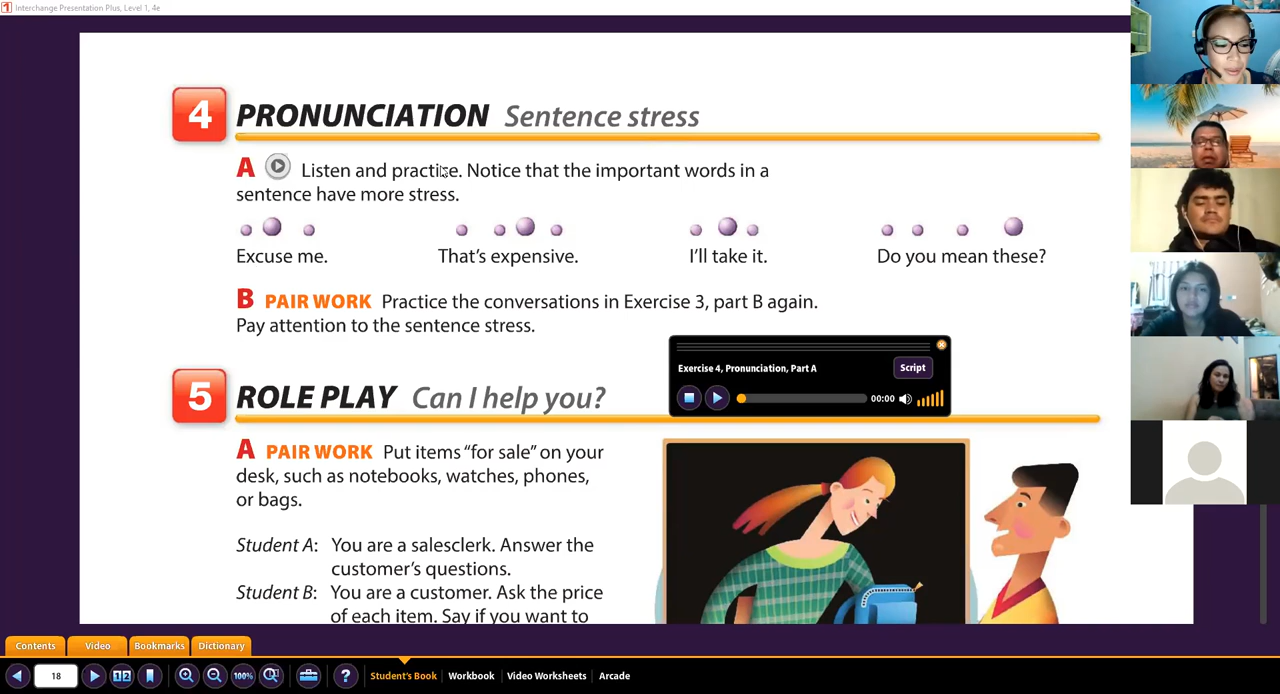 Interchange Presentation Plus, Level 1, 4e
4 PRONUNCIATION Sentence stress
A Listen and practice. Notice that the important words in a
sentence have more stress.
Excuse me. That's expensive. I'll take it. Do you mean these?
B PAIR WORK Practice the conversations in Exercise 3, part B again.
Pay attention to the sentence stress.
Exercise 4, Pronunciation, Part A Script
00:00
5 ROLE PLAY Can I help you?
A PAIR WORK Put items "for sale" on your
desk, such as notebooks, watches, phones,
or bags.
Student A: You are a salesclerk. Answer the
customer's questions.
Student B: You are a customer. Ask the price
of each item. Say if you want to
Contents Video Bookmarks Dictionary
18 1 2 100% ? Student's Book Workbook Video Worksheets Arcade